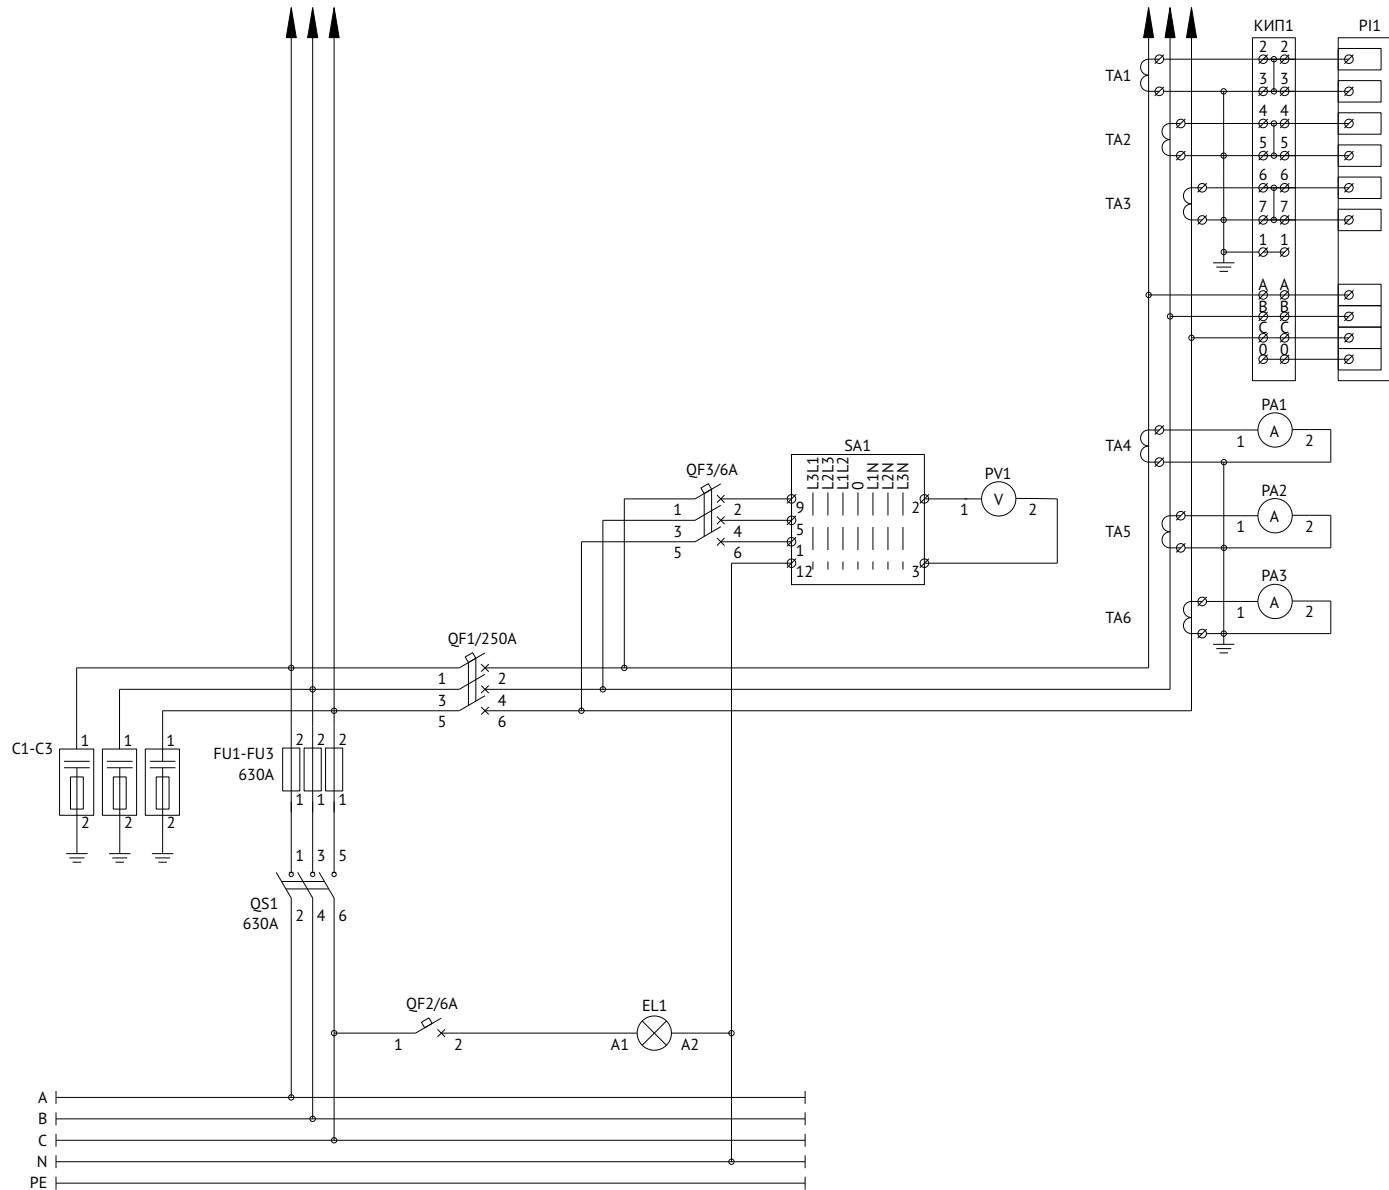 КИП1 PI1
2 2
TA1
3 3
4 4
TA2
5 5
6 6
TA3
7 7
1 1
A A
B B
C C
0 0
PA1
A
1 2
TA4
SA1
L3L1 L2L3 L1L2 0 L1N L2N L3N
QF3/6A
PV1
V
1 2
9 2
1 2
3 4
5 6
5
1
12 3
PA2
A
1 2
TA5
PA3
A
1 2
TA6
QF1/250A
1 2
3 4
5 6
C1-C3
1 1 1
2 2 2
FU1-FU3
630A
2 2 2
1 1 1
1 3 5
QS1
630A
2 4 6
QF2/6A
1 2
EL1
A1 A2
A
B
C
N
PE